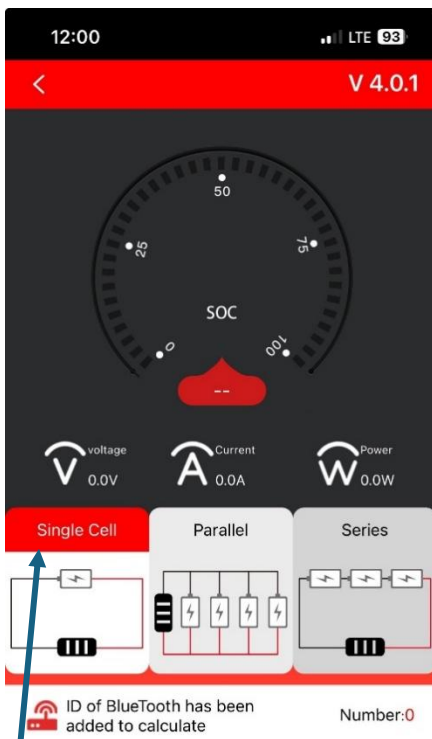 12:00
LTE 93
V 4.0.1
50
25
75
SOC
0
100
--
voltage
V 0.0V
Current
A 0.0A
Power
W 0.0W
Single Cell
Parallel
Series
ID of BlueTooth has been
added to calculate
Number:0